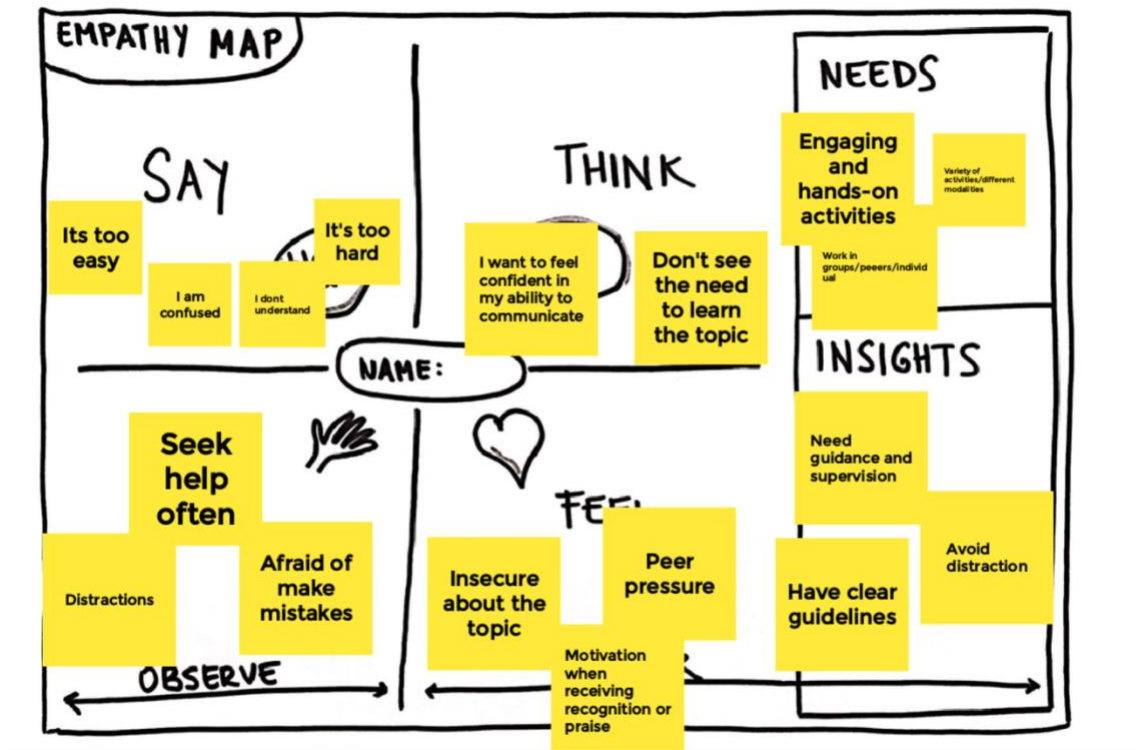 EMPATHY MAP
SAY
Its too
easy
I am
confused
I dont
understand
It's too
hard
THINK
I want to feel
confident in
my ability to
communicate
Don't see
the need
to learn
the topic
NEEDS
Engaging
and
hands-on
activities
Variety of
activities/different
modalities
Work in
groups/peeers/individ
ual
NAME:
Seek
help
often
Distractions
Afraid of
make
mistakes
OBSERVE
FEEL
Insecure
about the
topic
Peer
pressure
Motivation
when
receiving
recognition or
praise
INSIGHTS
Need
guidance and
supervision
Avoid
distraction
Have clear
guidelines